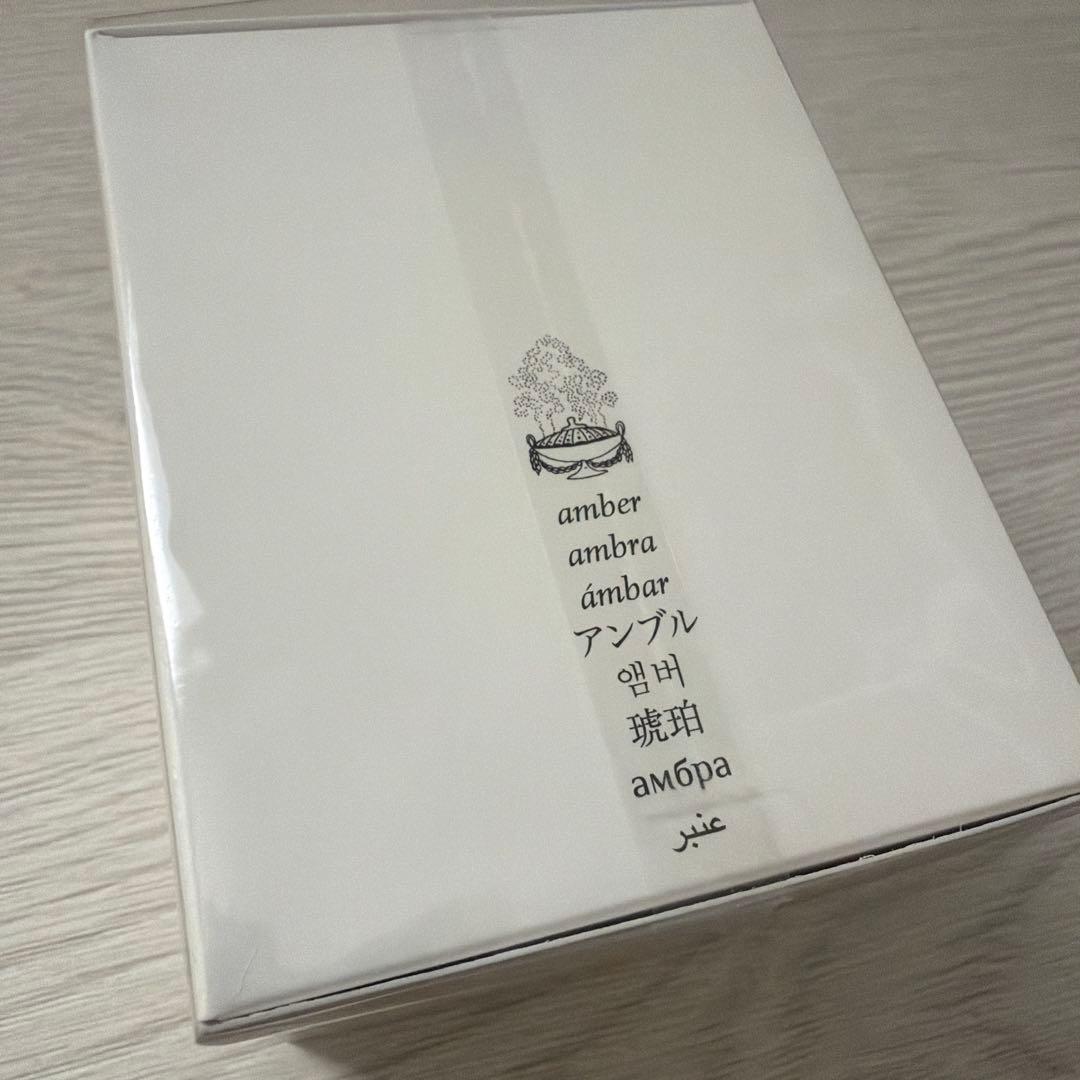 amber
ambra
ámbar
アンブル
앰버
琥珀
амбра
عنبر